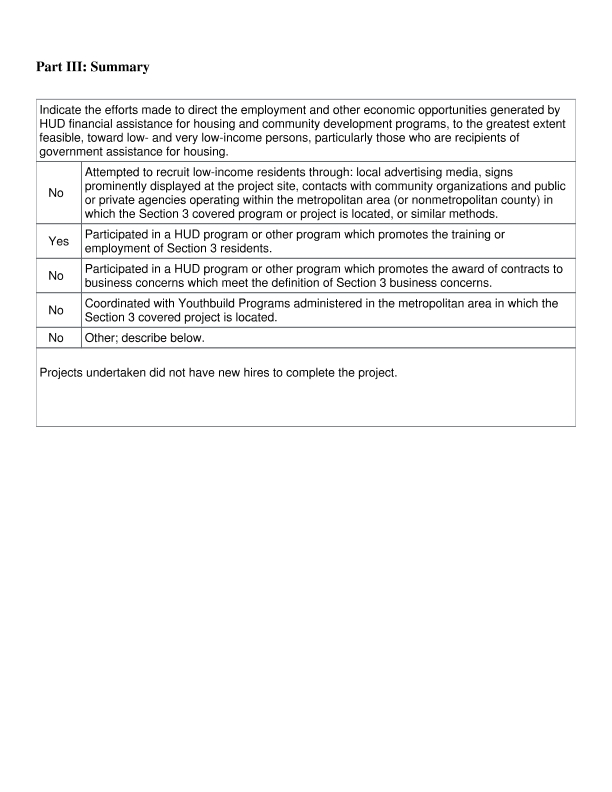 Part III: Summary
Indicate the efforts made to direct the employment and other economic opportunities generated by
HUD financial assistance for housing and community development programs, to the greatest extent
feasible, toward low- and very low-income persons, particularly those who are recipients of
government assistance for housing.
No
Attempted to recruit low-income residents through: local advertising media, signs
prominently displayed at the project site, contacts with community organizations and public
or private agencies operating within the metropolitan area (or nonmetropolitan county) in
which the Section 3 covered program or project is located, or similar methods.
Yes
Participated in a HUD program or other program which promotes the training or
employment of Section 3 residents.
No
Participated in a HUD program or other program which promotes the award of contracts to
business concerns which meet the definition of Section 3 business concerns.
No
Coordinated with Youthbuild Programs administered in the metropolitan area in which the
Section 3 covered project is located.
No
Other; describe below.
Projects undertaken did not have new hires to complete the project.